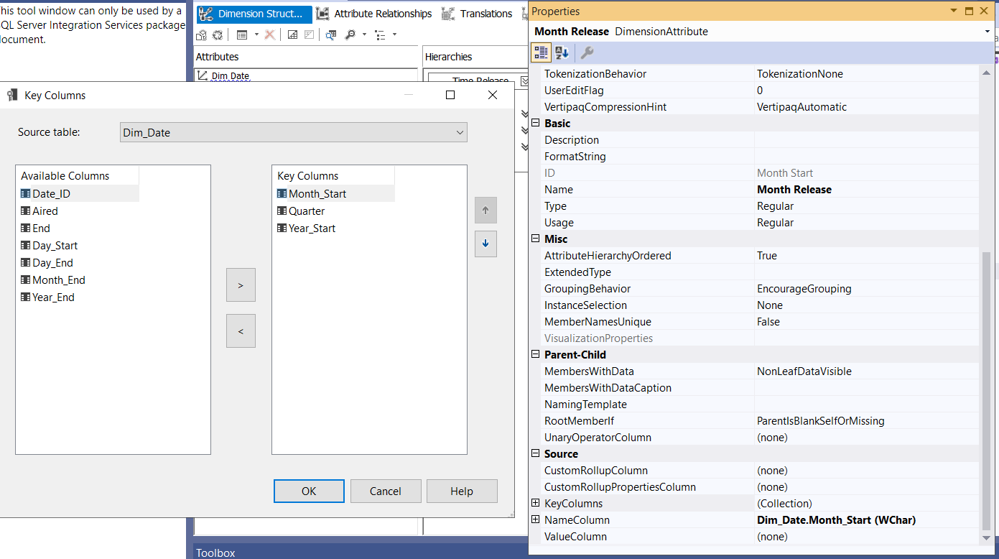 his tool window can only be used by a
QL Server Integration Services package
document.
Dimension Struct...
Attribute Relationships
Translations
Attributes
Hierarchies
Dim Date
Time Release
Key Columns
Source table:
Dim_Date
Available Columns
Date_ID
Aired
End
Day_Start
Day_End
Month_End
Year_End
>
<
Key Columns
Month_Start
Quarter
Year_Start
OK
Cancel
Help
Toolbox
Properties
Month Release DimensionAttribute
TokenizationBehavior TokenizationNone
UserEditFlag 0
VertipaqCompressionHint VertipaqAutomatic
Basic
Description
FormatString
ID Month Start
Name Month Release
Type Regular
Usage Regular
Misc
AttributeHierarchyOrdered True
ExtendedType
GroupingBehavior EncourageGrouping
InstanceSelection None
MemberNamesUnique False
VisualizationProperties
Parent-Child
MembersWithData NonLeafDataVisible
MembersWithDataCaption
NamingTemplate
RootMemberIf ParentIsBlankSelfOrMissing
UnaryOperatorColumn (none)
Source
CustomRollupColumn (none)
CustomRollupPropertiesColumn (none)
KeyColumns (Collection)
NameColumn Dim_Date.Month_Start (WChar)
ValueColumn (none)